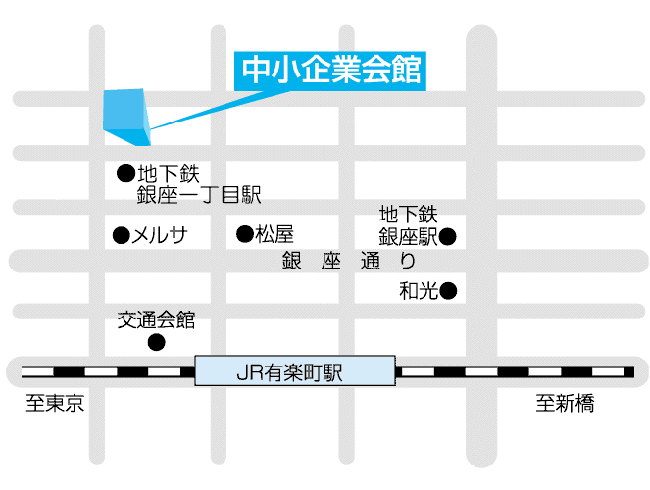 中小企業会館
地下鉄
銀座一丁目駅
メルサ
松屋
地下鉄
銀座駅
銀座通り
和光
交通会館
JR有楽町駅
至東京
至新橋